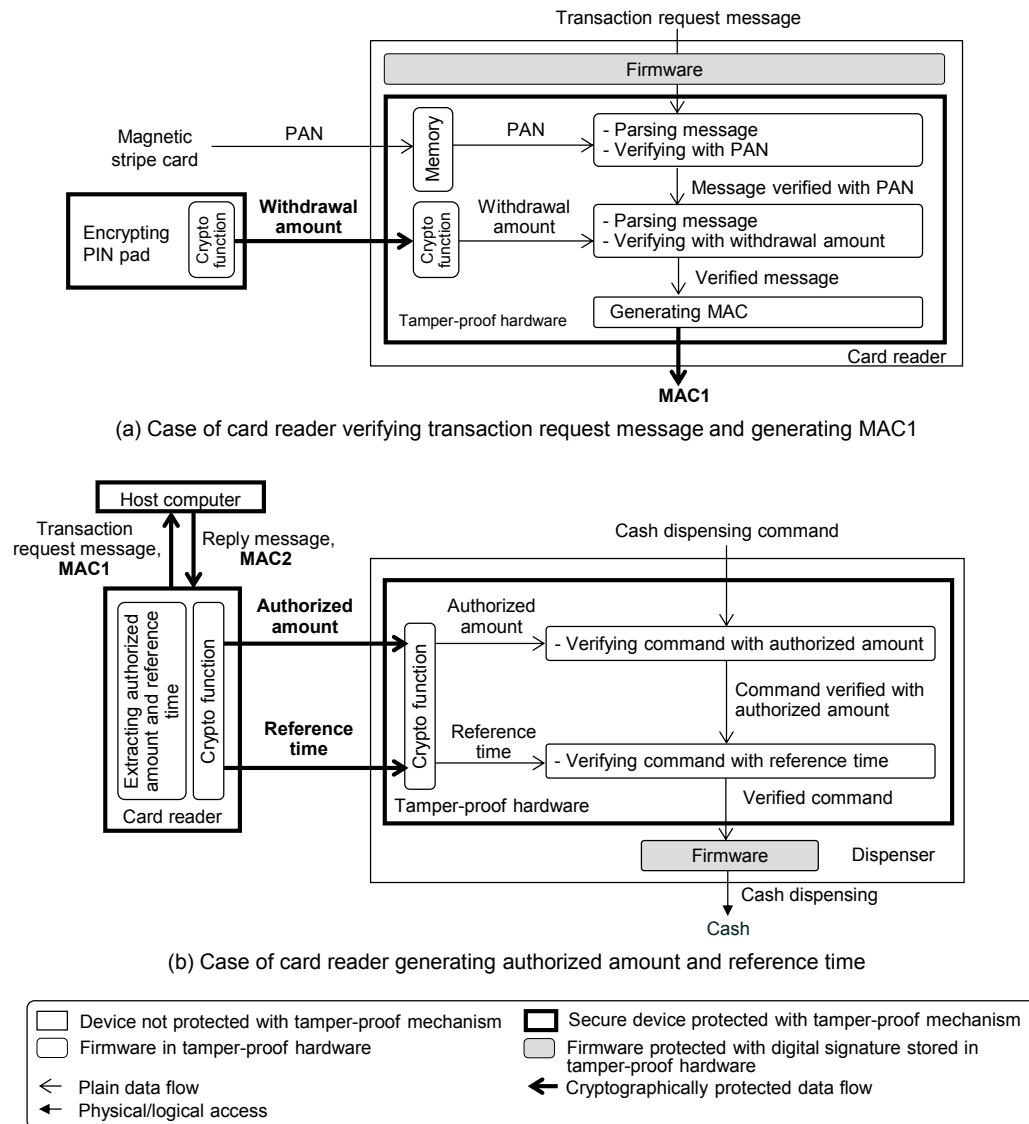 Transaction request message
Firmware
Magnetic
stripe card
PAN
Memory
PAN
- Parsing message
- Verifying with PAN
Message verified with PAN
Encrypting
PIN pad
Crypto
function
Withdrawal
amount
Crypto
function
Withdrawal
amount
- Parsing message
- Verifying with withdrawal amount
Verified message
Tamper-proof hardware
Generating MAC
Card reader
MAC1
(a) Case of card reader verifying transaction request message and generating MAC1
Host computer
Transaction
request message,
MAC1
Reply message,
MAC2
Cash dispensing command
Extracting authorized
amount and reference
time
Crypto function
Card reader
Authorized
amount
Reference
time
Crypto function
Authorized
amount
- Verifying command with authorized amount
Command verified with
authorized amount
Reference
time
- Verifying command with reference time
Tamper-proof hardware
Verified command
Firmware
Dispenser
Cash dispensing
Cash
(b) Case of card reader generating authorized amount and reference time
Device not protected with tamper-proof mechanism
Secure device protected with tamper-proof mechanism
Firmware in tamper-proof hardware
Firmware protected with digital signature stored in
tamper-proof hardware
Plain data flow
Cryptographically protected data flow
Physical/logical access